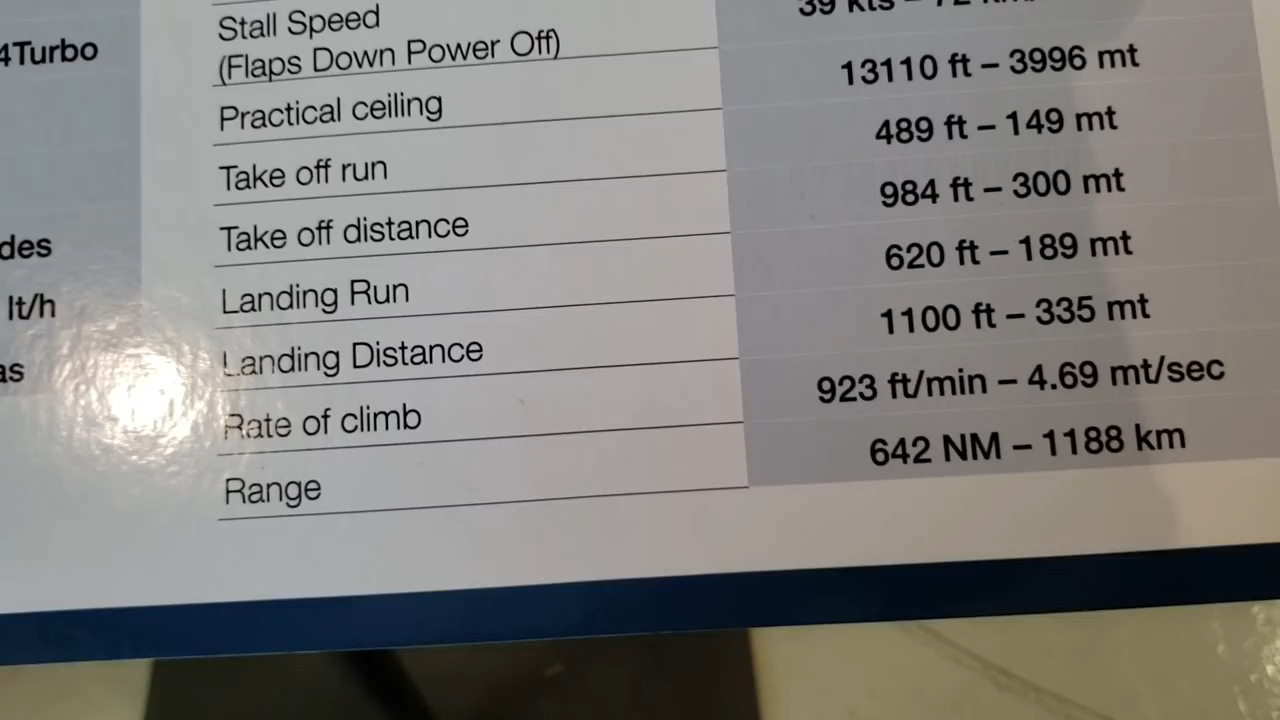 4Turbo
des
lt/h
as
Stall Speed
(Flaps Down Power Off)
39 kts –
Practical ceiling 13110 ft – 3996 mt
Take off run 489 ft – 149 mt
Take off distance 984 ft – 300 mt
Landing Run 620 ft – 189 mt
Landing Distance 1100 ft – 335 mt
Rate of climb 923 ft/min – 4.69 mt/sec
Range 642 NM – 1188 km